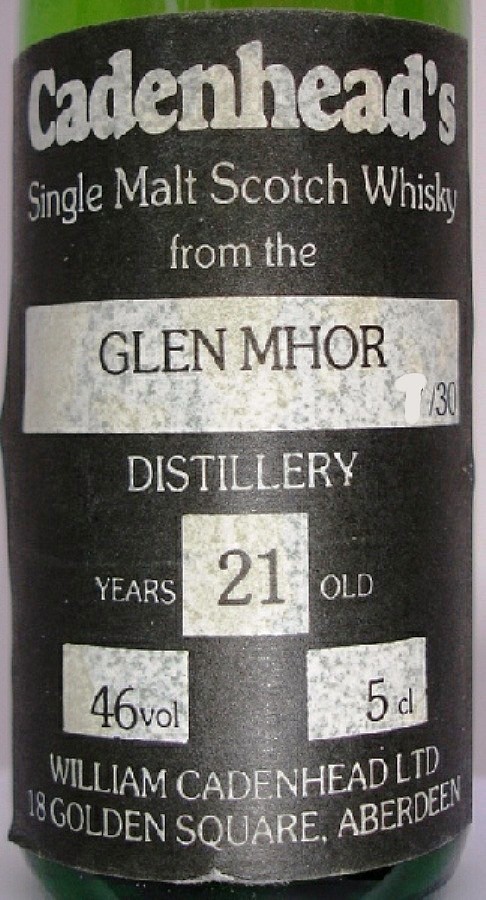 Cadenhead's
Single Malt Scotch Whisky
from the
GLEN MHOR
1/30
DISTILLERY
YEARS 21 OLD
46vol 5 cl
WILLIAM CADENHEAD LTD
18 GOLDEN SQUARE, ABERDEEN